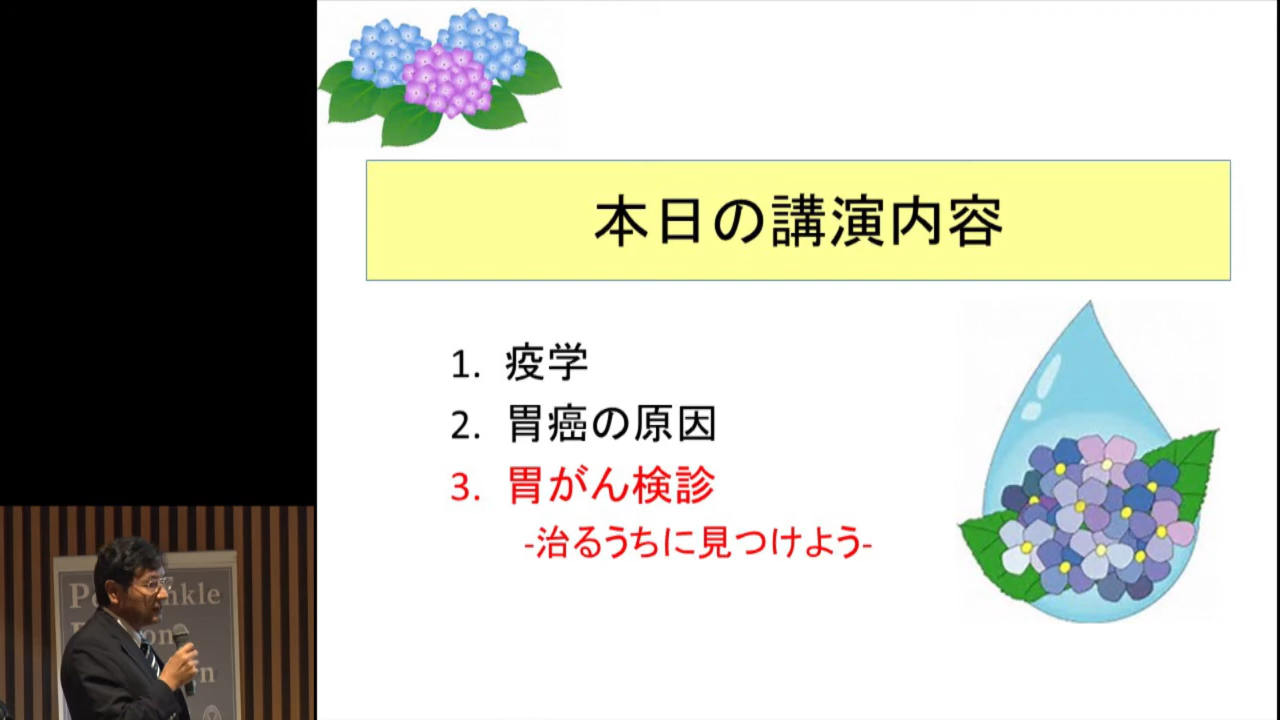 本日の講演内容
1. 疫学
2. 胃癌の原因
3. 胃がん検診
-治るうちに見つけよう-